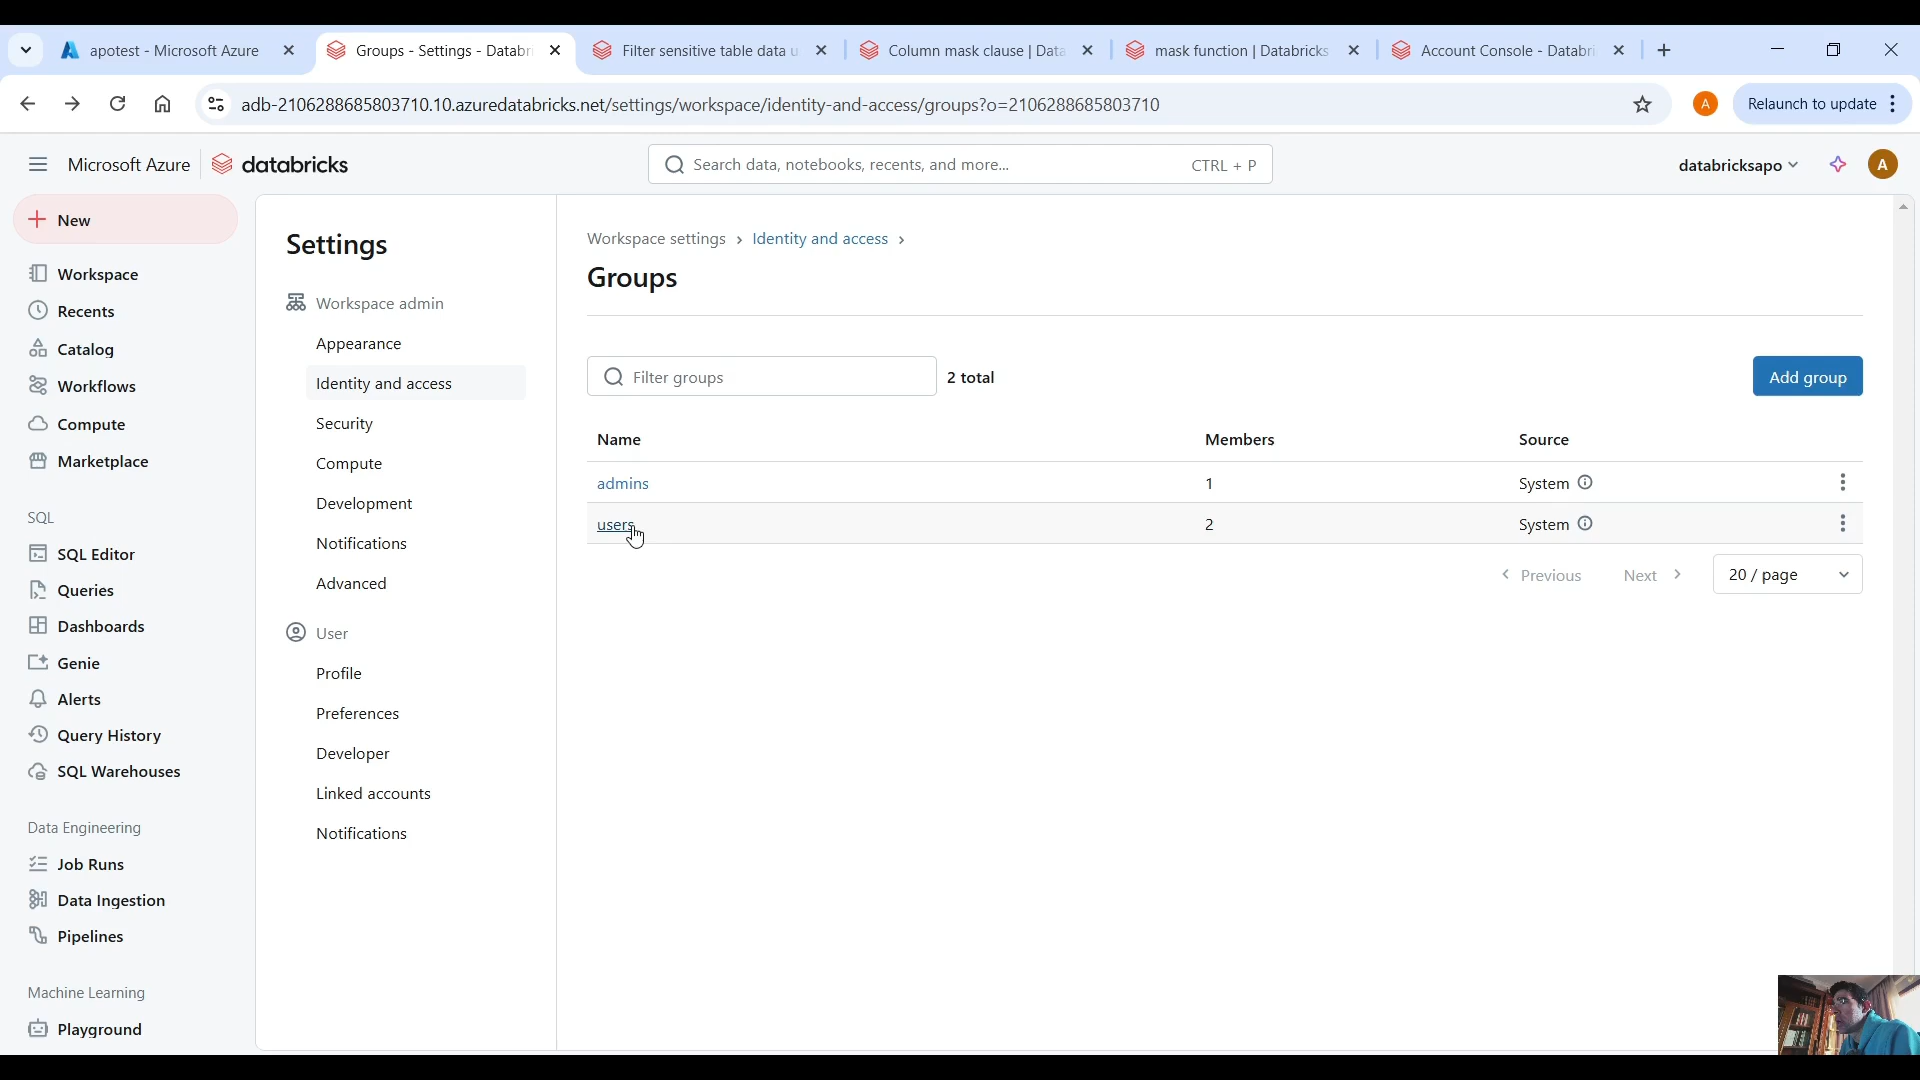 apotest - Microsoft Azure
Groups - Settings - Databr
Filter sensitive table data u
Column mask clause | Data
mask function | Databricks
Account Console - Databri
adb-2106288685803710.10.azuredatabricks.net/settings/workspace/identity-and-access/groups?o=2106288685803710
A
Relaunch to update
Microsoft Azure
databricks
Search data, notebooks, recents, and more...
CTRL + P
databricksapo
A
New
Workspace
Recents
Catalog
Workflows
Compute
Marketplace
SQL
SQL Editor
Queries
Dashboards
Genie
Alerts
Query History
SQL Warehouses
Data Engineering
Job Runs
Data Ingestion
Pipelines
Machine Learning
Playground
Settings
Workspace admin
Appearance
Identity and access
Security
Compute
Development
Notifications
Advanced
User
Profile
Preferences
Developer
Linked accounts
Notifications
Workspace settings > Identity and access >
Groups
Filter groups
2 total
Add group
Name Members Source
admins 1 System
users 2 System
Previous Next 20 / page